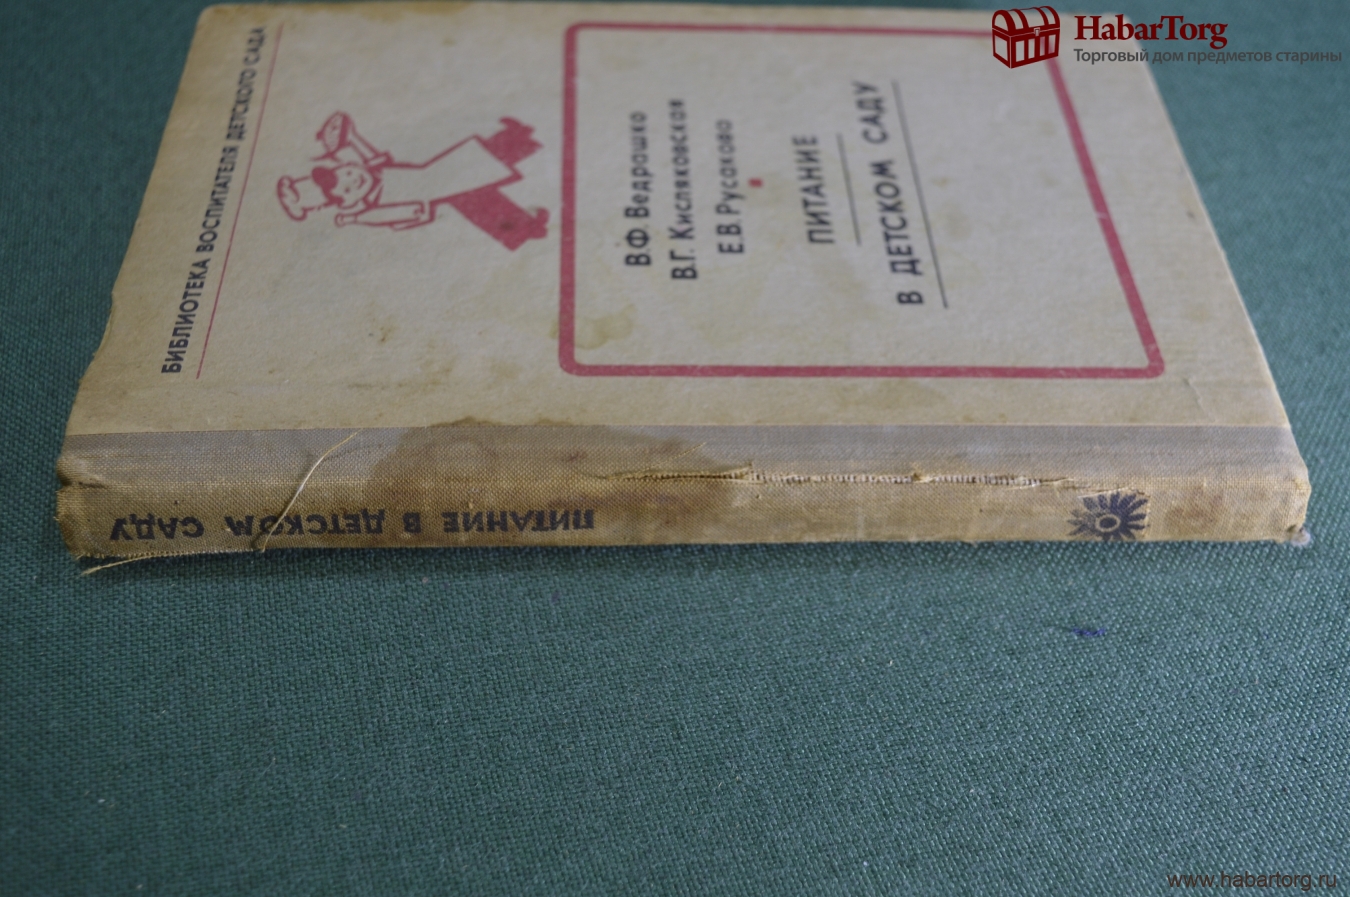 HabarTorg
Торговый дом предметов старины
БИБЛИОТЕКА ВОСПИТАТЕЛЯ ДЕТСКОГО САДА
В.Ф. Ведрашко
В.Г. Кисляковская
Е.В. Русакова
ПИТАНИЕ
В ДЕТСКОМ САДУ
ПИТАНИЕ В ДЕТСКОМ САДУ
www.habartorg.ru